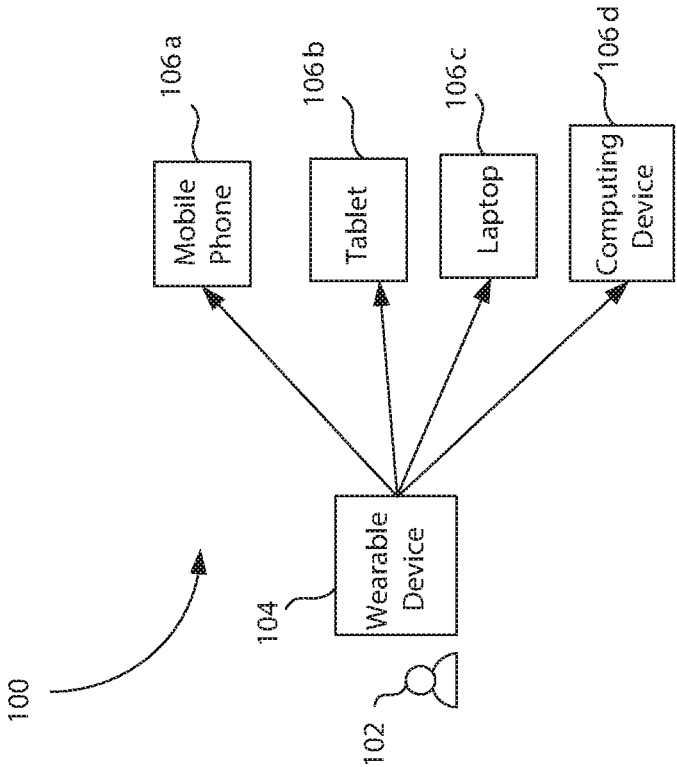 100
102
104
Wearable
Device
Mobile
Phone
106a
Tablet
106b
Laptop
106c
Computing
Device
106d